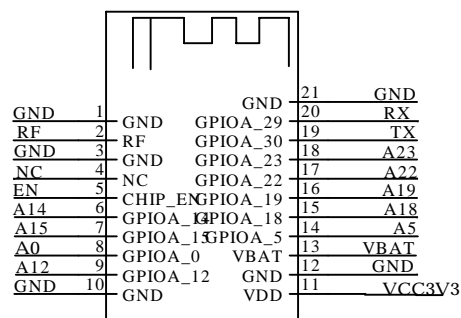 GND 21 GND
GND 1 GND GPIOA_29 20 RX
RF 2 RF GPIOA_30 19 TX
GND 3 GND GPIOA_23 18 A23
NC 4 NC GPIOA_22 17 A22
EN 5 CHIP_EN GPIOA_19 16 A19
A14 6 GPIOA_14 GPIOA_18 15 A18
A15 7 GPIOA_15 GPIOA_5 14 A5
A0 8 GPIOA_0 VBAT 13 VBAT
A12 9 GPIOA_12 GND 12 GND
GND 10 GND VDD 11 VCC3V3